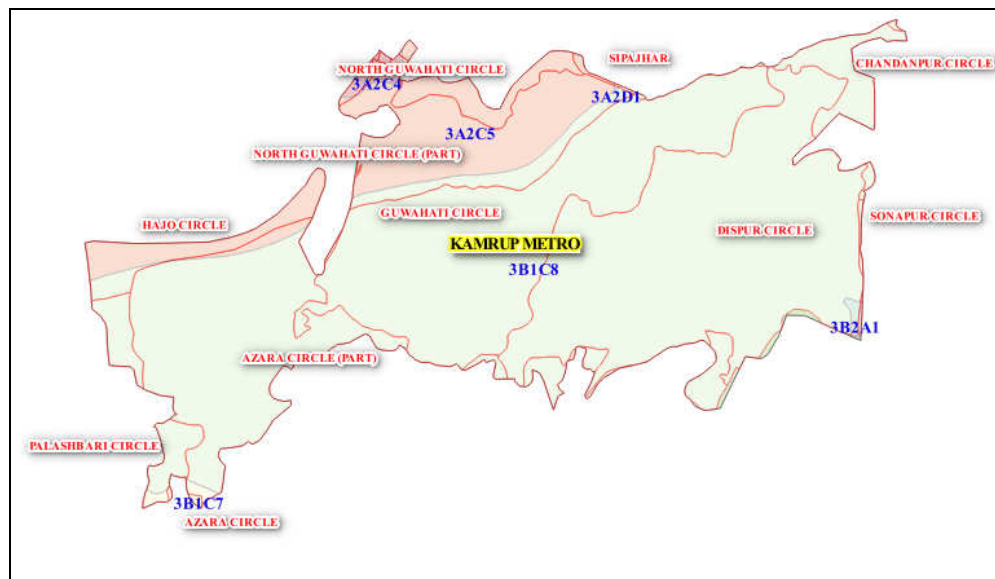 SIPAJHAR
NORTH GUWAHATI CIRCLE
CHANDANPUR CIRCLE
3A2C4
3A2D1
3A2C5
NORTH GUWAHATI CIRCLE (PART)
GUWAHATI CIRCLE
SONAPUR CIRCLE
HAJO CIRCLE
DISPUR CIRCLE
KAMRUP METRO
3B1C8
3B2A1
AZARA CIRCLE (PART)
PALASHBARI CIRCLE
3B1C7
AZARA CIRCLE